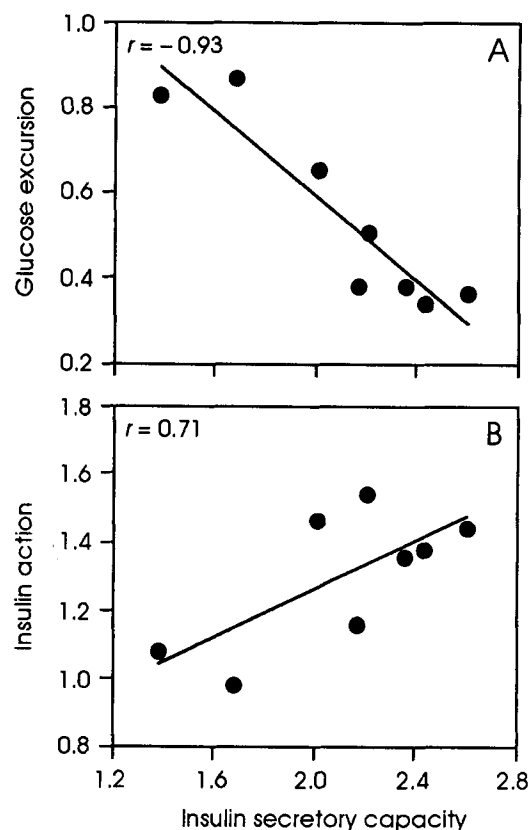 r = −0.93
A
1.0
0.8
0.6
0.4
0.2
Glucose excursion
r = 0.71
B
1.8
1.6
1.4
1.2
1.0
0.8
Insulin action
1.2 1.6 2.0 2.4 2.8
Insulin secretory capacity